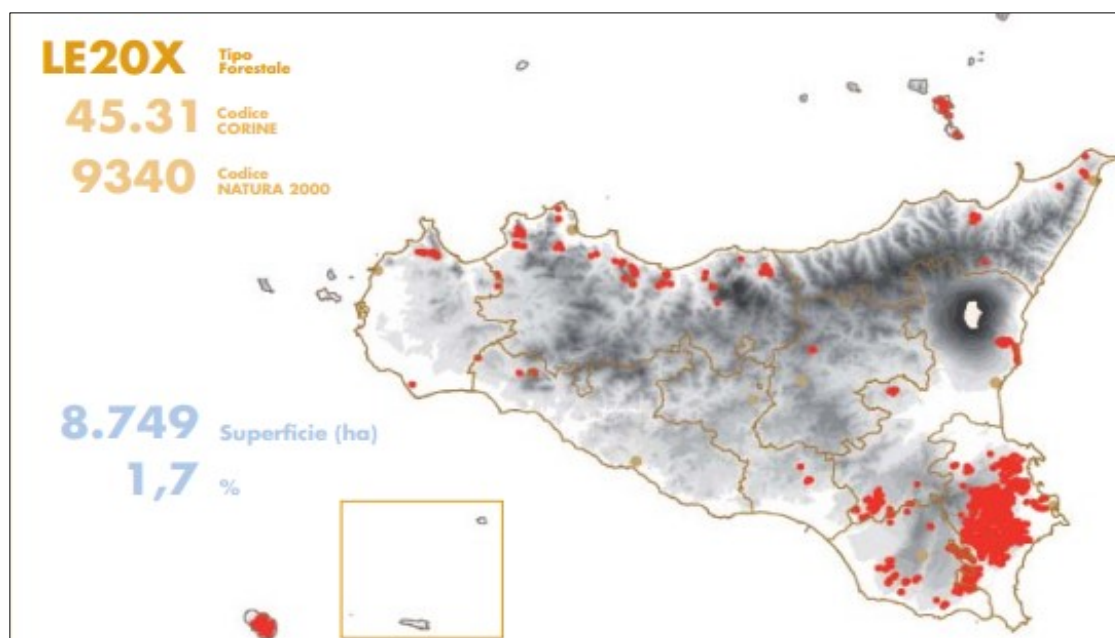 LE20X Tipo
Forestale
45.31 Codice
CORINE
9340 Codice
NATURA 2000
8.749 Superficie (ha)
1,7 %